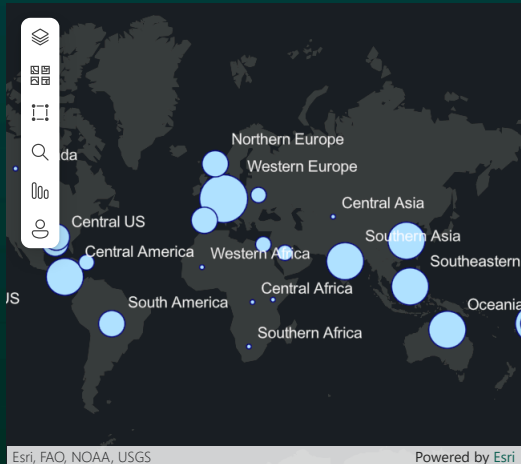 Northern Europe
Western Europe
Central Asia
Central US
Southern Asia
Central America
Western Africa
Southeastern
Central Africa
South America
Oceania
Southern Africa
Esri, FAO, NOAA, USGS
Powered by Esri